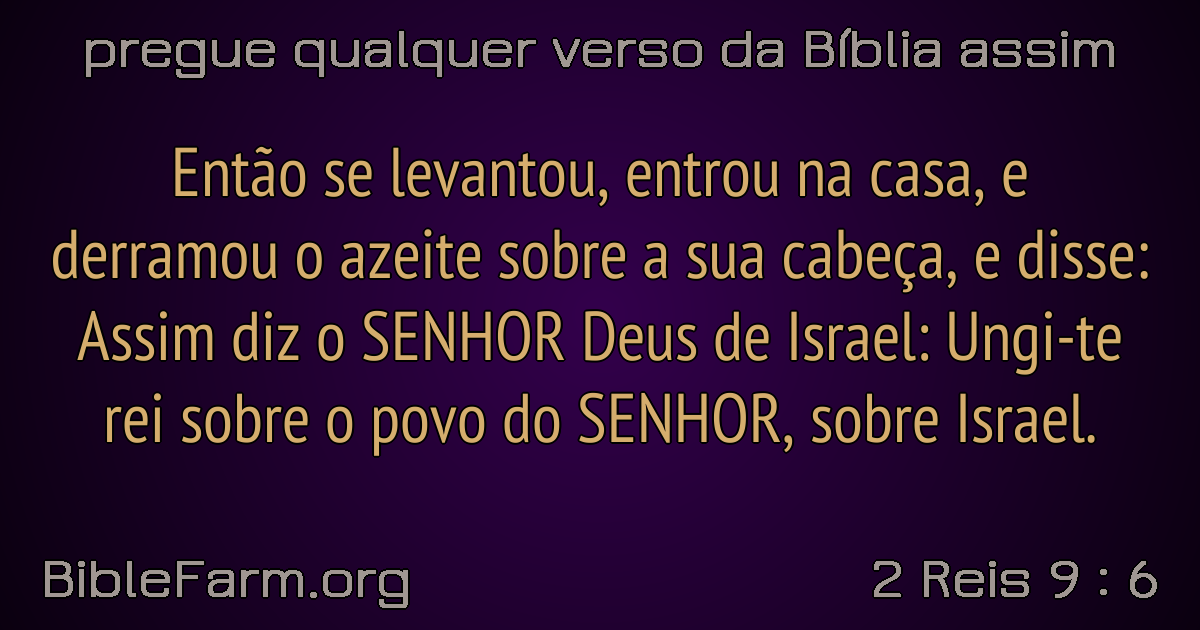 pregue qualquer verso da Bíblia assim
Então se levantou, entrou na casa, e
derramou o azeite sobre a sua cabeça, e disse:
Assim diz o SENHOR Deus de Israel: Ungi-te
rei sobre o povo do SENHOR, sobre Israel.
BibleFarm.org
2 Reis 9 : 6